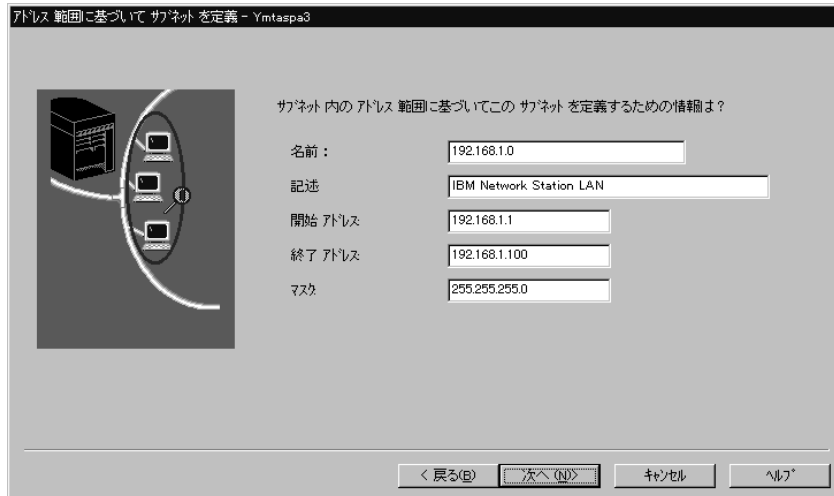 アドレス 範囲に基づいて サブネット を定義 - Ymtaspa3
サブネット 内の アドレス 範囲に基づいてこの サブネット を定義するための情報は？
名前： 192.168.1.0
記述 IBM Network Station LAN
開始 アドレス 192.168.1.1
終了 アドレス 192.168.1.100
マスク 255.255.255.0
< 戻る(B) 次へ (N)> キャンセル ヘルプ